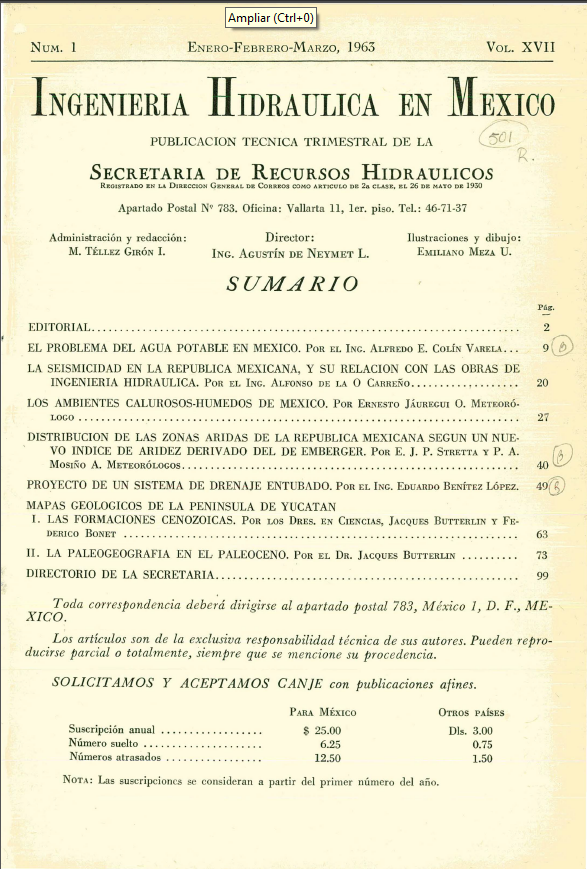 Ampliar (Ctrl+0)
NUM. 1 ENERO-FEBRERO-MARZO, 1963 VOL. XVII
INGENIERIA HIDRAULICA EN MEXICO
501
R.
PUBLICACION TECNICA TRIMESTRAL DE LA
SECRETARIA DE RECURSOS HIDRAULICOS
REGISTRADO EN LA DIRECCION GENERAL DE CORREOS COMO ARTICULO DE 2a CLASE, EL 26 DE MAYO DE 1930
Apartado Postal Nº 783. Oficina: Vallarta 11, 1er. piso. Tel.: 46-71-37
Administración y redacción: Director: Ilustraciones y dibujo:
M. TÉLLEZ GIRÓN I. ING. AGUSTÍN DE NEYMET L. EMILIANO MEZA U.
SUMARIO
Pág.
EDITORIAL 2
EL PROBLEMA DEL AGUA POTABLE EN MEXICO. POR EL ING. ALFREDO E. COLÍN VARELA... 9 B
LA SEISMICIDAD EN LA REPUBLICA MEXICANA, Y SU RELACION CON LAS OBRAS DE
INGENIERIA HIDRAULICA. POR EL ING. ALFONSO DE LA O CARREÑO 20
LOS AMBIENTES CALUROSOS-HUMEDOS DE MEXICO. POR ERNESTO JÁUREGUI O. METEORÓ-
LOGO 27
DISTRIBUCION DE LAS ZONAS ARIDAS DE LA REPUBLICA MEXICANA SEGUN UN NUE-
VO INDICE DE ARIDEZ DERIVADO DEL DE EMBERGER. POR E. J. P. STRETTA Y P. A.
MOSIÑO A. METEORÓLOGOS 40 B
PROYECTO DE UN SISTEMA DE DRENAJE ENTUBADO. POR EL ING. EDUARDO BENÍTEZ LÓPEZ. 49 B
MAPAS GEOLOGICOS DE LA PENINSULA DE YUCATAN
I. LAS FORMACIONES CENOZOICAS. POR LOS DRES. EN CIENCIAS, JACQUES BUTTERLIN Y FE-
DERICO BONET 63
II. LA PALEOGEOGRAFIA EN EL PALEOCENO. POR EL DR. JACQUES BUTTERLIN 73
DIRECTORIO DE LA SECRETARIA 99
Toda correspondencia deberá dirigirse al apartado postal 783, México 1, D. F., ME-
XICO.
Los artículos son de la exclusiva responsabilidad técnica de sus autores. Pueden repro-
ducirse parcial o totalmente, siempre que se mencione su procedencia.
SOLICITAMOS Y ACEPTAMOS CANJE con publicaciones afines.
PARA MÉXICO OTROS PAÍSES
Suscripción anual $ 25.00 Dls. 3.00
Número suelto 6.25 0.75
Números atrasados 12.50 1.50
NOTA: Las suscripciones se consideran a partir del primer número del año.